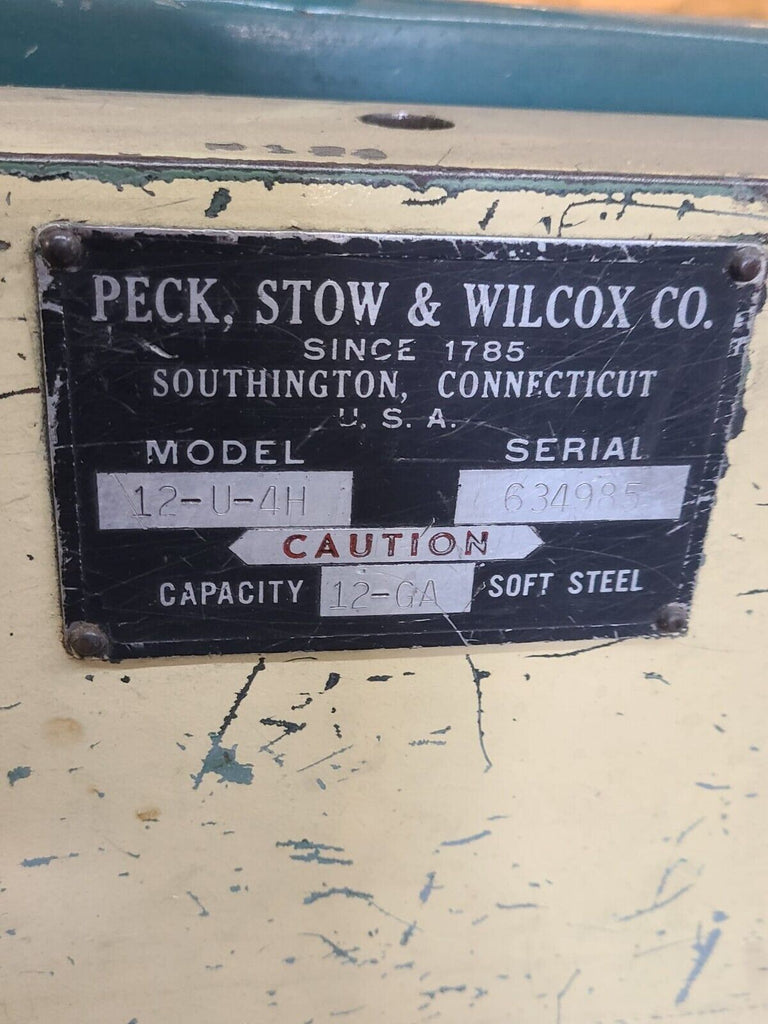 PECK, STOW & WILCOX CO.
SINCE 1785
SOUTHINGTON, CONNECTICUT
U. S. A.
MODEL SERIAL
12-U-4H 634985
CAUTION
CAPACITY 12-GA SOFT STEEL